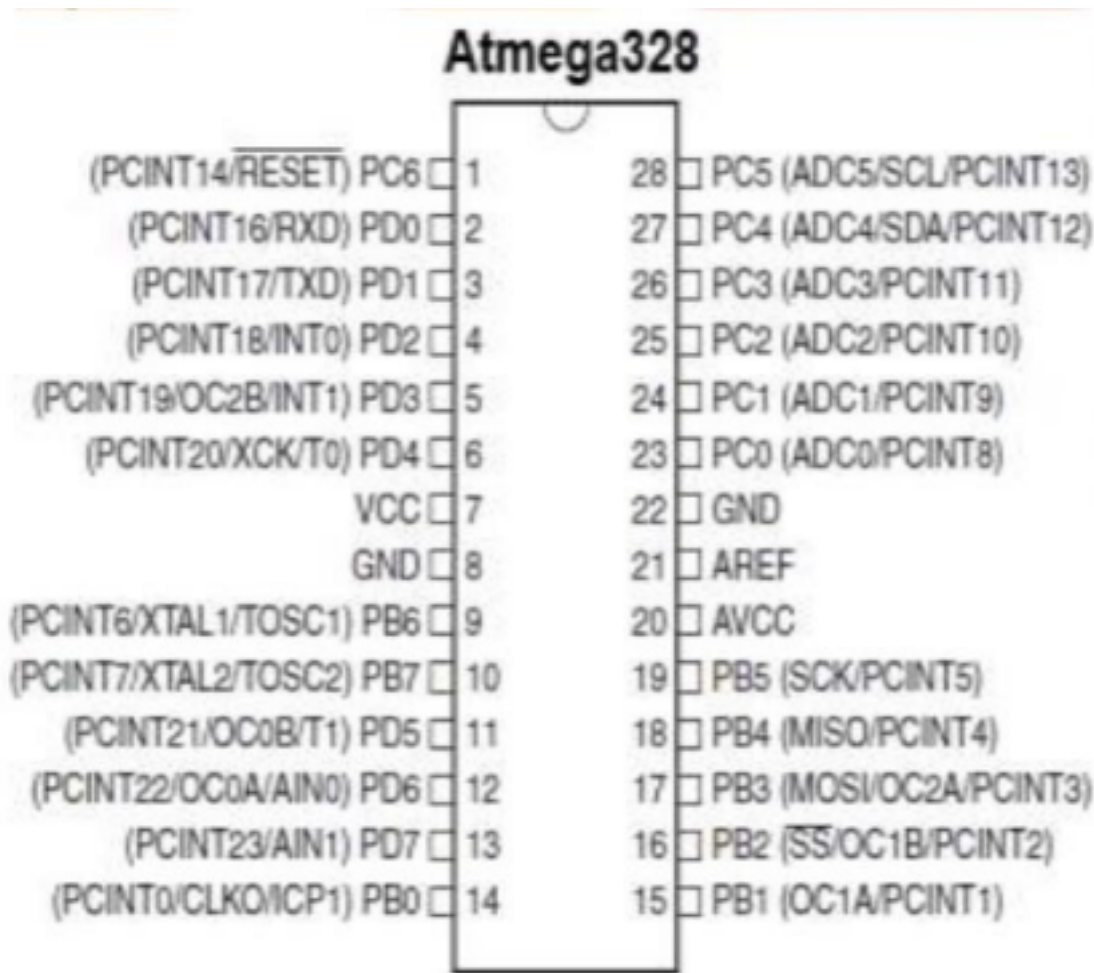 Atmega328
(PCINT14/RESET) PC6 1 28 PC5 (ADC5/SCL/PCINT13)
(PCINT16/RXD) PD0 2 27 PC4 (ADC4/SDA/PCINT12)
(PCINT17/TXD) PD1 3 26 PC3 (ADC3/PCINT11)
(PCINT18/INT0) PD2 4 25 PC2 (ADC2/PCINT10)
(PCINT19/OC2B/INT1) PD3 5 24 PC1 (ADC1/PCINT9)
(PCINT20/XCK/T0) PD4 6 23 PC0 (ADC0/PCINT8)
VCC 7 22 GND
GND 8 21 AREF
(PCINT6/XTAL1/TOSC1) PB6 9 20 AVCC
(PCINT7/XTAL2/TOSC2) PB7 10 19 PB5 (SCK/PCINT5)
(PCINT21/OC0B/T1) PD5 11 18 PB4 (MISO/PCINT4)
(PCINT22/OC0A/AIN0) PD6 12 17 PB3 (MOSI/OC2A/PCINT3)
(PCINT23/AIN1) PD7 13 16 PB2 (SS/OC1B/PCINT2)
(PCINT0/CLKO/ICP1) PB0 14 15 PB1 (OC1A/PCINT1)